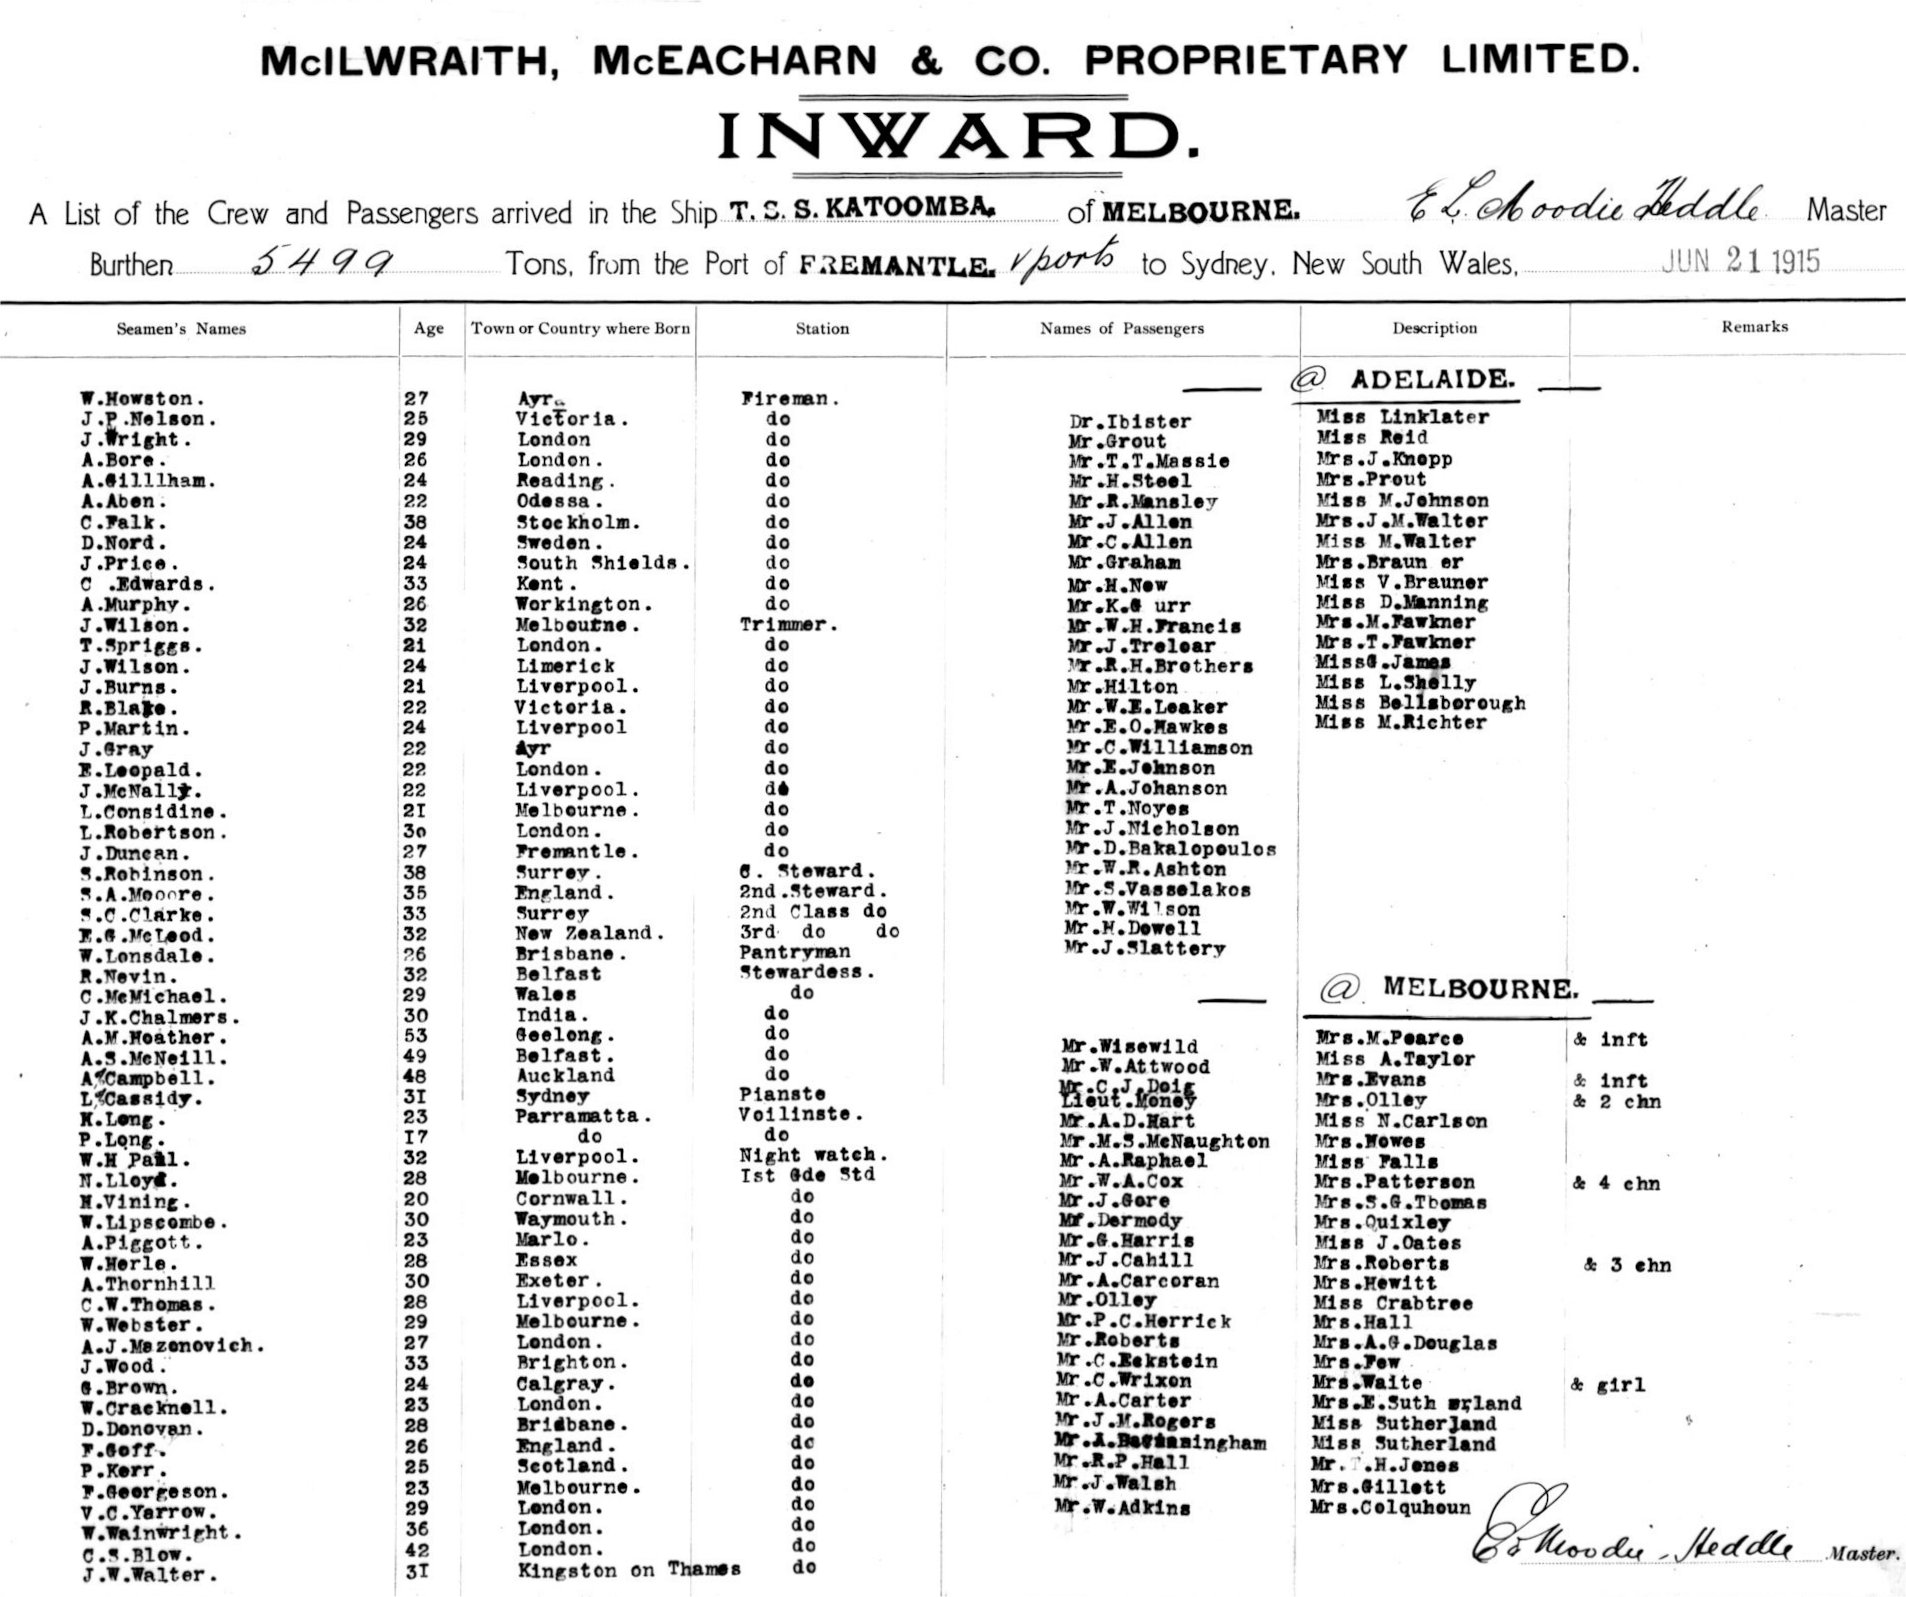 McILWRAITH, McEACHARN & CO. PROPRIETARY LIMITED.
INWARD.
A List of the Crew and Passengers arrived in the Ship T. S. S. KATOOMBA. of MELBOURNE. E L. Moodie Heddle Master
Burthen 5499 Tons, from the Port of FREMANTLE. v ports to Sydney, New South Wales, JUN 21 1915
Seamen's Names Age Town or Country where Born Station Names of Passengers Description Remarks
@ ADELAIDE.
W.Howston. 27 Ayr. Fireman.
J.P.Nelson. 25 Victoria. do Dr.Ibister Miss Linklater
J.Wright. 29 London do Mr.Grout Miss Reid
A.Bore. 26 London. do Mr.T.T.Massie Mrs.J.Knopp
A.Gilllham. 24 Reading. do Mr.H.Steel Mrs.Prout
A.Aben. 22 Odessa. do Mr.R.Mansley Miss M.Johnson
C.Falk. 38 Stockholm. do Mr.J.Allen Mrs.J.M.Walter
D.Nord. 24 Sweden. do Mr.C.Allen Miss M.Walter
J.Price. 24 South Shields. do Mr.Graham Mrs.Braun er
C .Edwards. 33 Kent. do Mr.H.New Miss V.Brauner
A.Murphy. 26 Workington. do Mr.K.G urr Miss D.Manning
J.Wilson. 32 Melbourne. Trimmer. Mr.W.H.Francis Mrs.M.Fawkner
T.Spriggs. 21 London. do Mr.J.Treloar Mrs.T.Fawkner
J.Wilson. 24 Limerick do Mr.R.H.Brothers MissG.James
J.Burns. 21 Liverpool. do Mr.Hilton Miss L.Shelly
R.Blake. 22 Victoria. do Mr.W.E.Leaker Miss Bellsborough
P.Martin. 24 Liverpool do Mr.E.O.Hawkes Miss M.Richter
J.Gray 22 Ayr do Mr.C.Williamson
E.Leopald. 22 London. do Mr.E.Johnson
J.McNally. 22 Liverpool. do Mr.A.Johanson
L.Considine. 21 Melbourne. do Mr.T.Noyes
L.Robertson. 30 London. do Mr.J.Nicholson
J.Duncan. 27 Fremantle. do Mr.D.Bakalopoulos
S.Robinson. 38 Surrey. C. Steward. Mr.W.R.Ashton
S.A.Mooore. 35 England. 2nd.Steward. Mr.S.Vasselakos
S.C.Clarke. 33 Surrey 2nd Class do Mr.W.Wilson
E.G.McLeod. 32 New Zealand. 3rd do do Mr.H.Dowell
W.Lonsdale. 26 Brisbane. Pantryman Mr.J.Slattery
R.Nevin. 32 Belfast Stewardess.
C.McMichael. 29 Wales do @ MELBOURNE.
J.K.Chalmers. 30 India. do
A.M.Heather. 53 Geelong. do Mr.Wisewild Mrs.M.Pearce & inft
A.S.McNeill. 49 Belfast. do Mr.W.Attwood Miss A.Taylor
A.Campbell. 48 Auckland do Mr.C.J.Doig Mrs.Evans & inft
L.Cassidy. 31 Sydney Pianste Lieut.Money Mrs.Olley & 2 chn
K.Long. 23 Parramatta. Voilinste. Mr.A.D.Hart Miss N.Carlson
P.Long. 17 do do Mr.M.S.McNaughton Mrs.Howes
W.H Pall. 32 Liverpool. Night watch. Mr.A.Raphael Miss Falls
N.Lloyd. 28 Melbourne. Ist Gde Std Mr.W.A.Cox Mrs.Patterson & 4 chn
H.Vining. 20 Cornwall. do Mr.J.Gore Mrs.S.G.Thomas
W.Lipscombe. 30 Waymouth. do Mr.Dermody Mrs.Quixley
A.Piggott. 23 Marlo. do Mr.G.Harris Miss J.Oates
W.Herle. 28 Essex do Mr.J.Cahill Mrs.Roberts & 3 chn
A.Thornhill 30 Exeter. do Mr.A.Carcoran Mrs.Hewitt
C.W.Thomas. 28 Liverpool. do Mr.Olley Miss Crabtree
W.Webster. 29 Melbourne. do Mr.P.C.Herrick Mrs.Hall
A.J.Mazenovich. 27 London. do Mr.Roberts Mrs.A.G.Douglas
J.Wood. 33 Brighton. do Mr.C.Eckstein Mrs.Few
G.Brown. 24 Calgray. do Mr.C.Wrixon Mrs.Waite & girl
W.Cracknell. 23 London. do Mr.A.Carter Mrs.E.Suth erland
D.Donovan. 28 Bridbane. do Mr.J.M.Rogers Miss Sutherland
F.Goff. 26 England. do Mr.A. Miss Sutherland
P.Kerr. 25 Scotland. do Mr.R.P.Hall Mr. H.Jones
F.Georgeson. 23 Melbourne. do Mr.J.Walsh Mrs.Gillett
V.C.Yarrow. 29 London. do Mr.W.Adkins Mrs.Colquhoun
W.Wainwright. 36 London. do
C.S.Blow. 42 London. do E L Moodie - Heddle Master.
J.W.Walter. 31 Kingston on Thames do